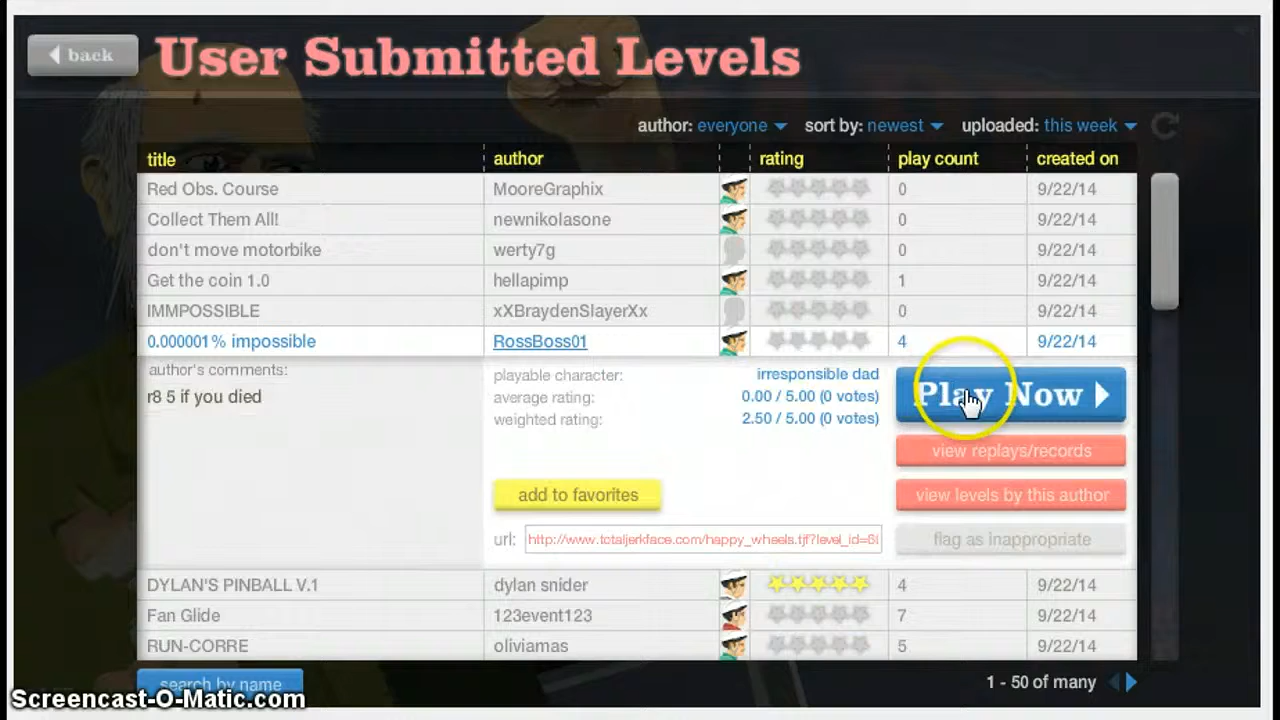 back
User Submitted Levels
author: everyone sort by: newest uploaded: this week
title author rating play count created on
Red Obs. Course MooreGraphix 0 9/22/14
Collect Them All! newnikolasone 0 9/22/14
don't move motorbike werty7g 0 9/22/14
Get the coin 1.0 hellapimp 1 9/22/14
IMMPOSSIBLE xXBraydenSlayerXx 0 9/22/14
0.000001% impossible RossBoss01 4 9/22/14
author's comments:
r8 5 if you died
playable character: irresponsible dad
average rating: 0.00 / 5.00 (0 votes)
weighted rating: 2.50 / 5.00 (0 votes)
Play Now
view replays/records
add to favorites
view levels by this author
url: http://www.totaljerkface.com/happy_wheels.tjf?level_id=6
flag as inappropriate
DYLAN'S PINBALL V.1 dylan snider 4 9/22/14
Fan Glide 123event123 7 9/22/14
RUN-CORRE oliviamas 5 9/22/14
search by name
1 - 50 of many
Screencast-O-Matic.com